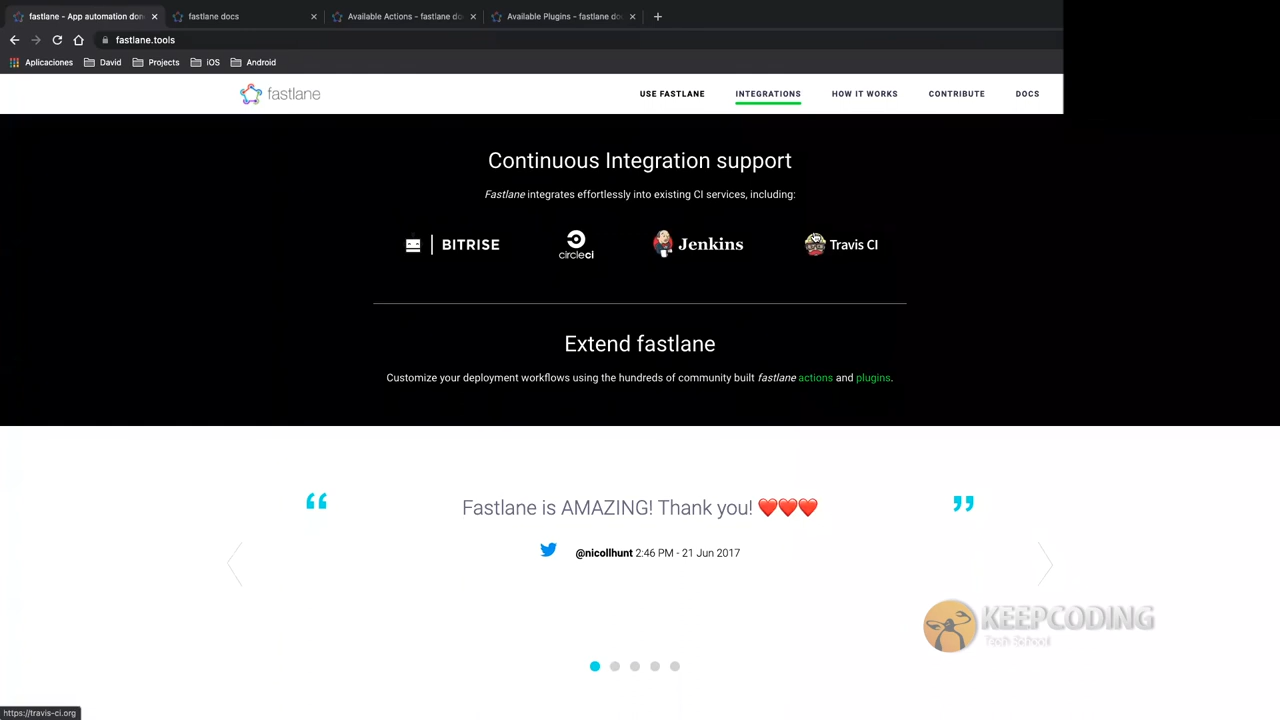 fastlane - App automation don
fastlane docs
Available Actions - fastlane do
Available Plugins - fastlane do
fastlane.tools
Aplicaciones
David
Projects
iOS
Android
fastlane
USE FASTLANE
INTEGRATIONS
HOW IT WORKS
CONTRIBUTE
DOCS
Continuous Integration support
Fastlane integrates effortlessly into existing CI services, including:
BITRISE
circleci
Jenkins
Travis CI
Extend fastlane
Customize your deployment workflows using the hundreds of community built fastlane actions and plugins.
“
Fastlane is AMAZING! Thank you! ❤️❤️❤️
”
@nicollhunt 2:46 PM - 21 Jun 2017
KEEPCODING
Tech School
https://travis-ci.org